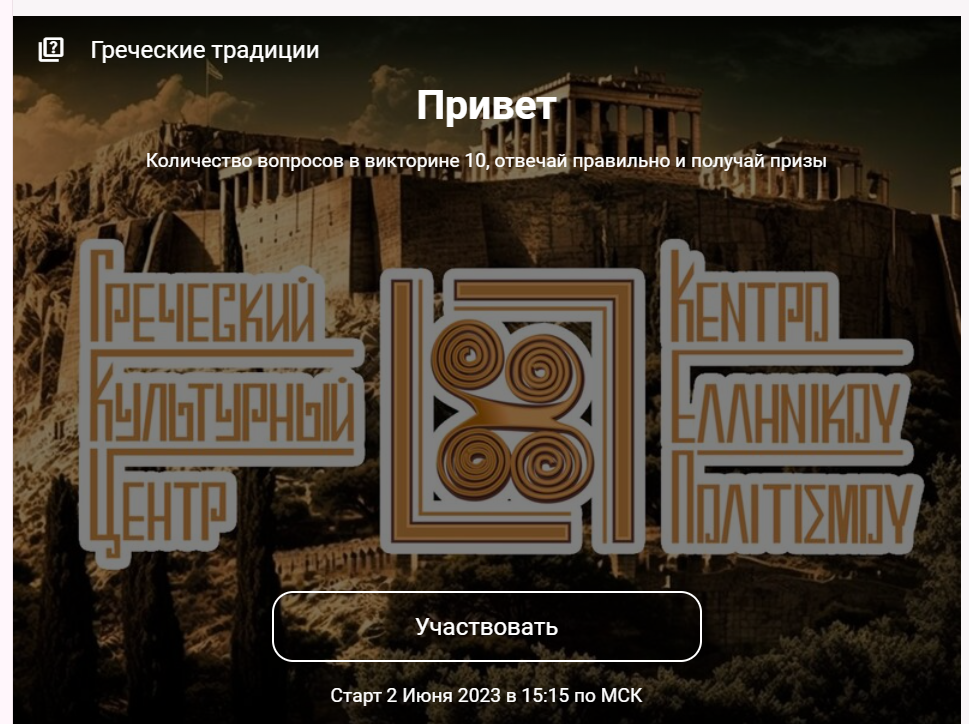 Греческие традиции
Привет
Количество вопросов в викторине 10, отвечай правильно и получай призы
Греческий
Культурный
Центр
Κεντρο
Ελληνικου
Πολιτισμου
Участвовать
Старт 2 Июня 2023 в 15:15 по МСК